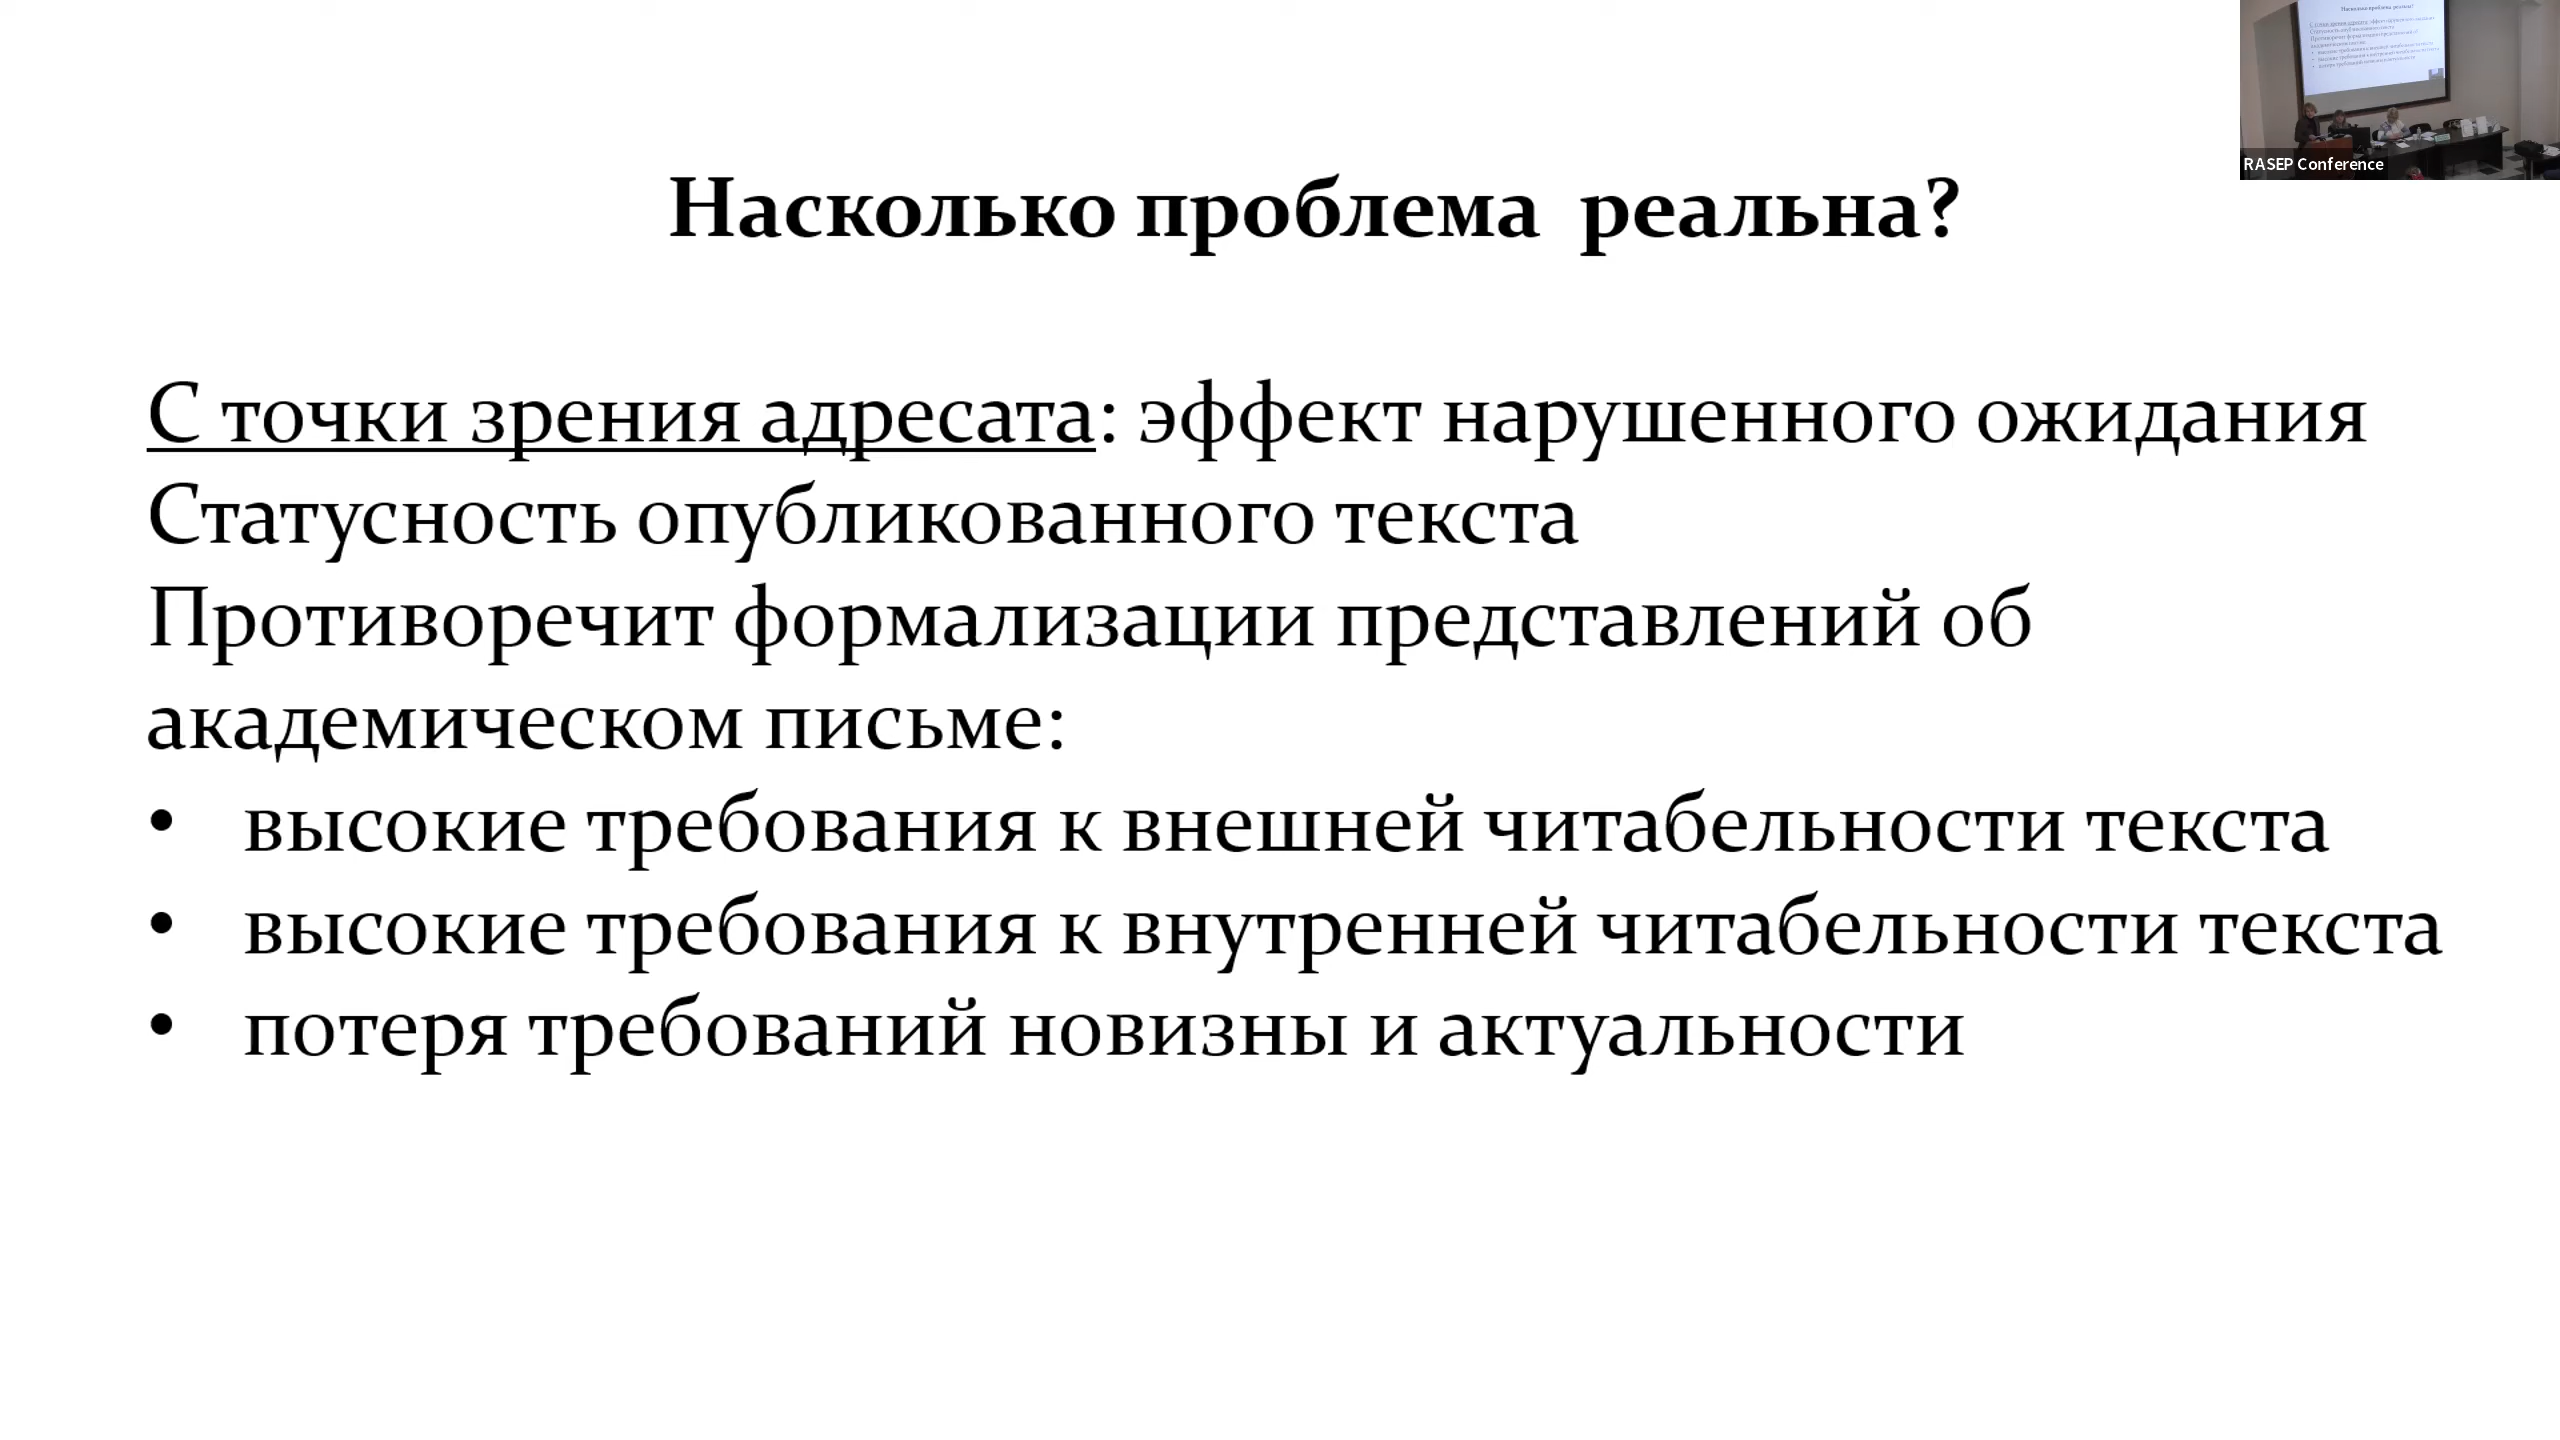 Насколько проблема  реальна?
С точки зрения адресата: эффект нарушенного ожидания
Статусность опубликованного текста
Противоречит формализации представлений об
академическом письме:
• высокие требования к внешней читабельности текста
• высокие требования к внутренней читабельности текста
• потеря требований новизны и актуальности
RASEP Conference